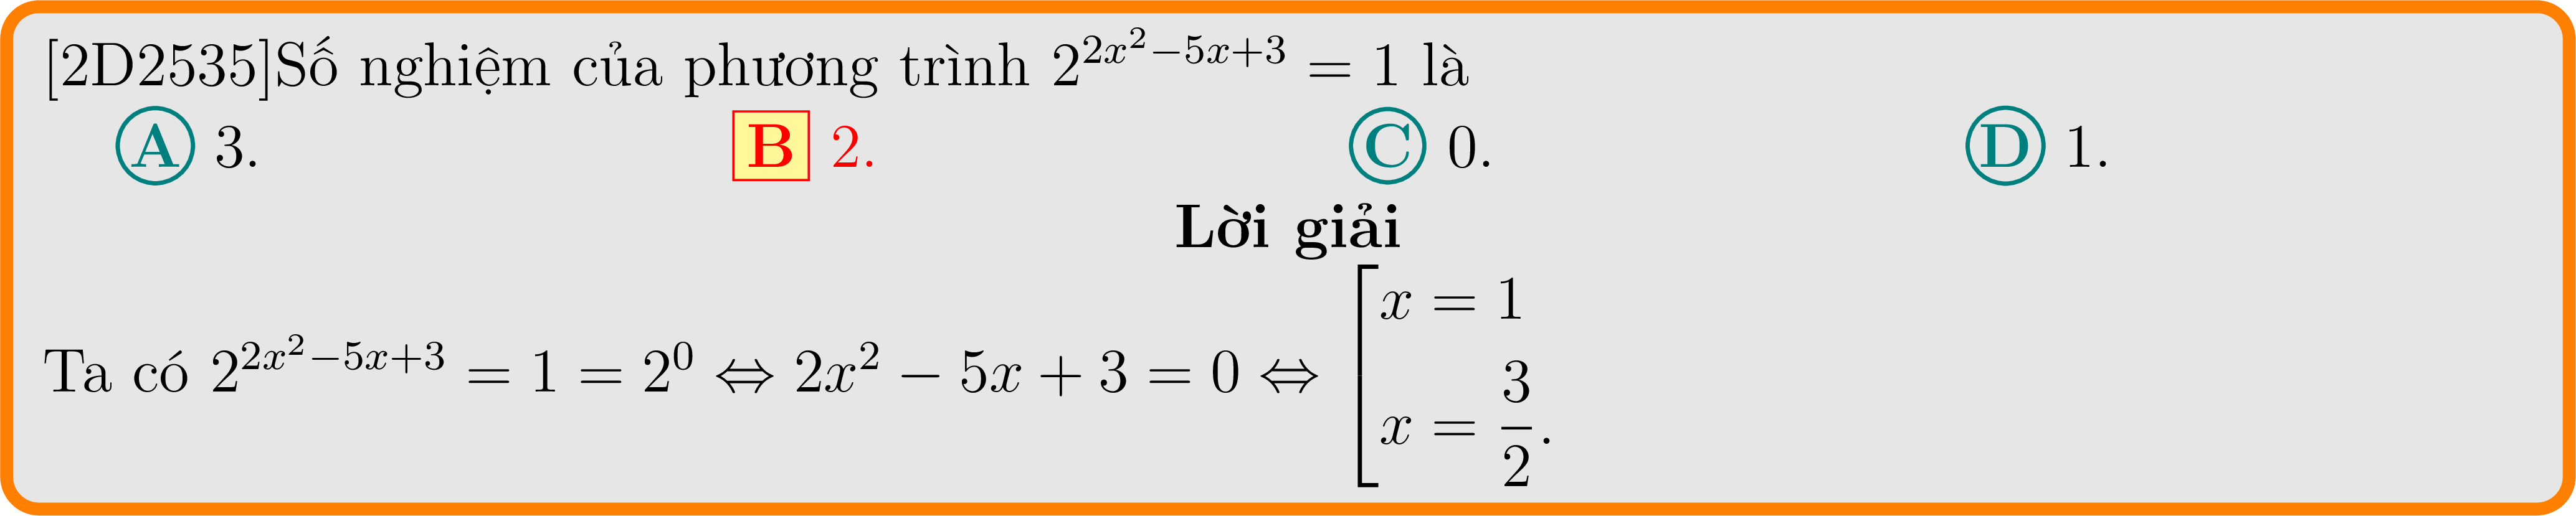 [2D2535]Số nghiệm của phương trình $2^{2x^2-5x+3} = 1$ là
A 3. B 2. C 0. D 1.
Lời giải
Ta có $2^{2x^2-5x+3} = 1 = 2^0 \Leftrightarrow 2x^2 - 5x + 3 = 0 \Leftrightarrow \left[\begin{array}{l} x = 1 \\ x = \dfrac{3}{2}. \end{array}\right.$